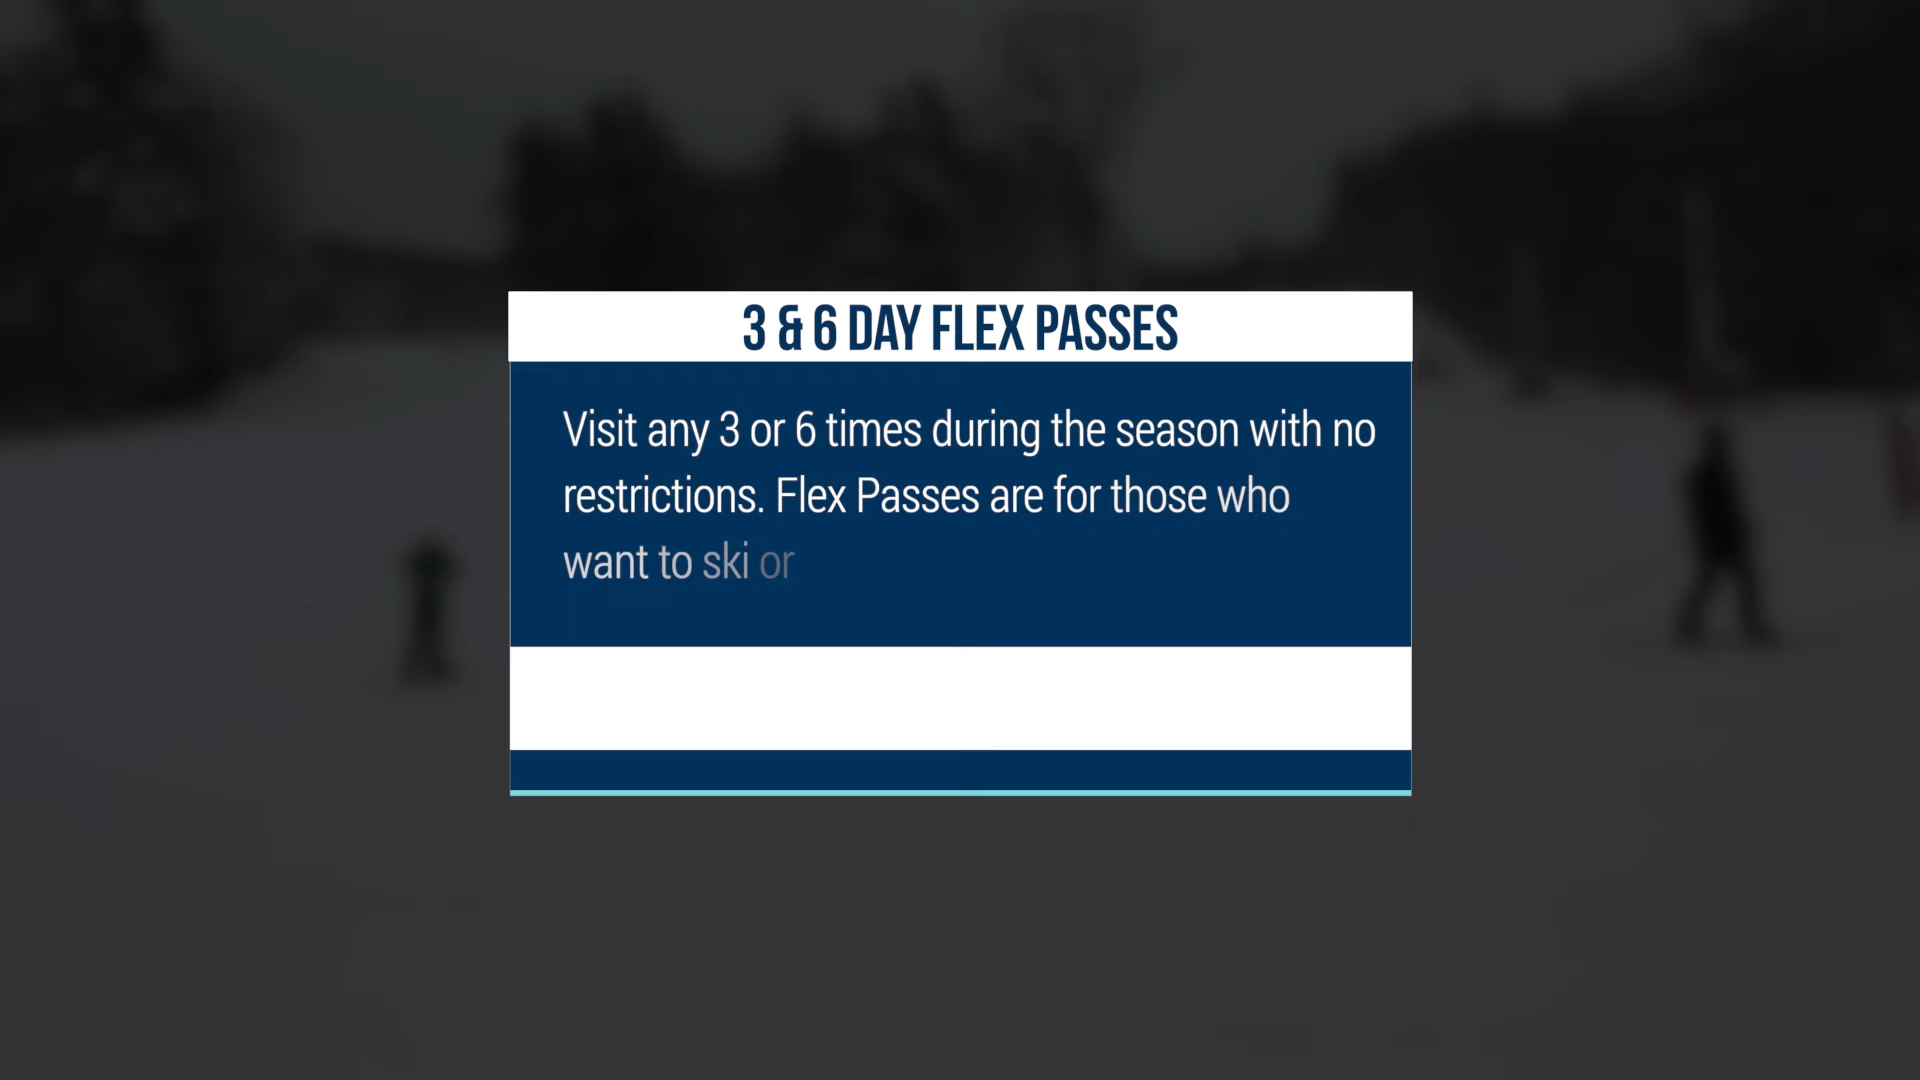 3 & 6 DAY FLEX PASSES
Visit any 3 or 6 times during the season with no
restrictions. Flex Passes are for those who
want to ski or